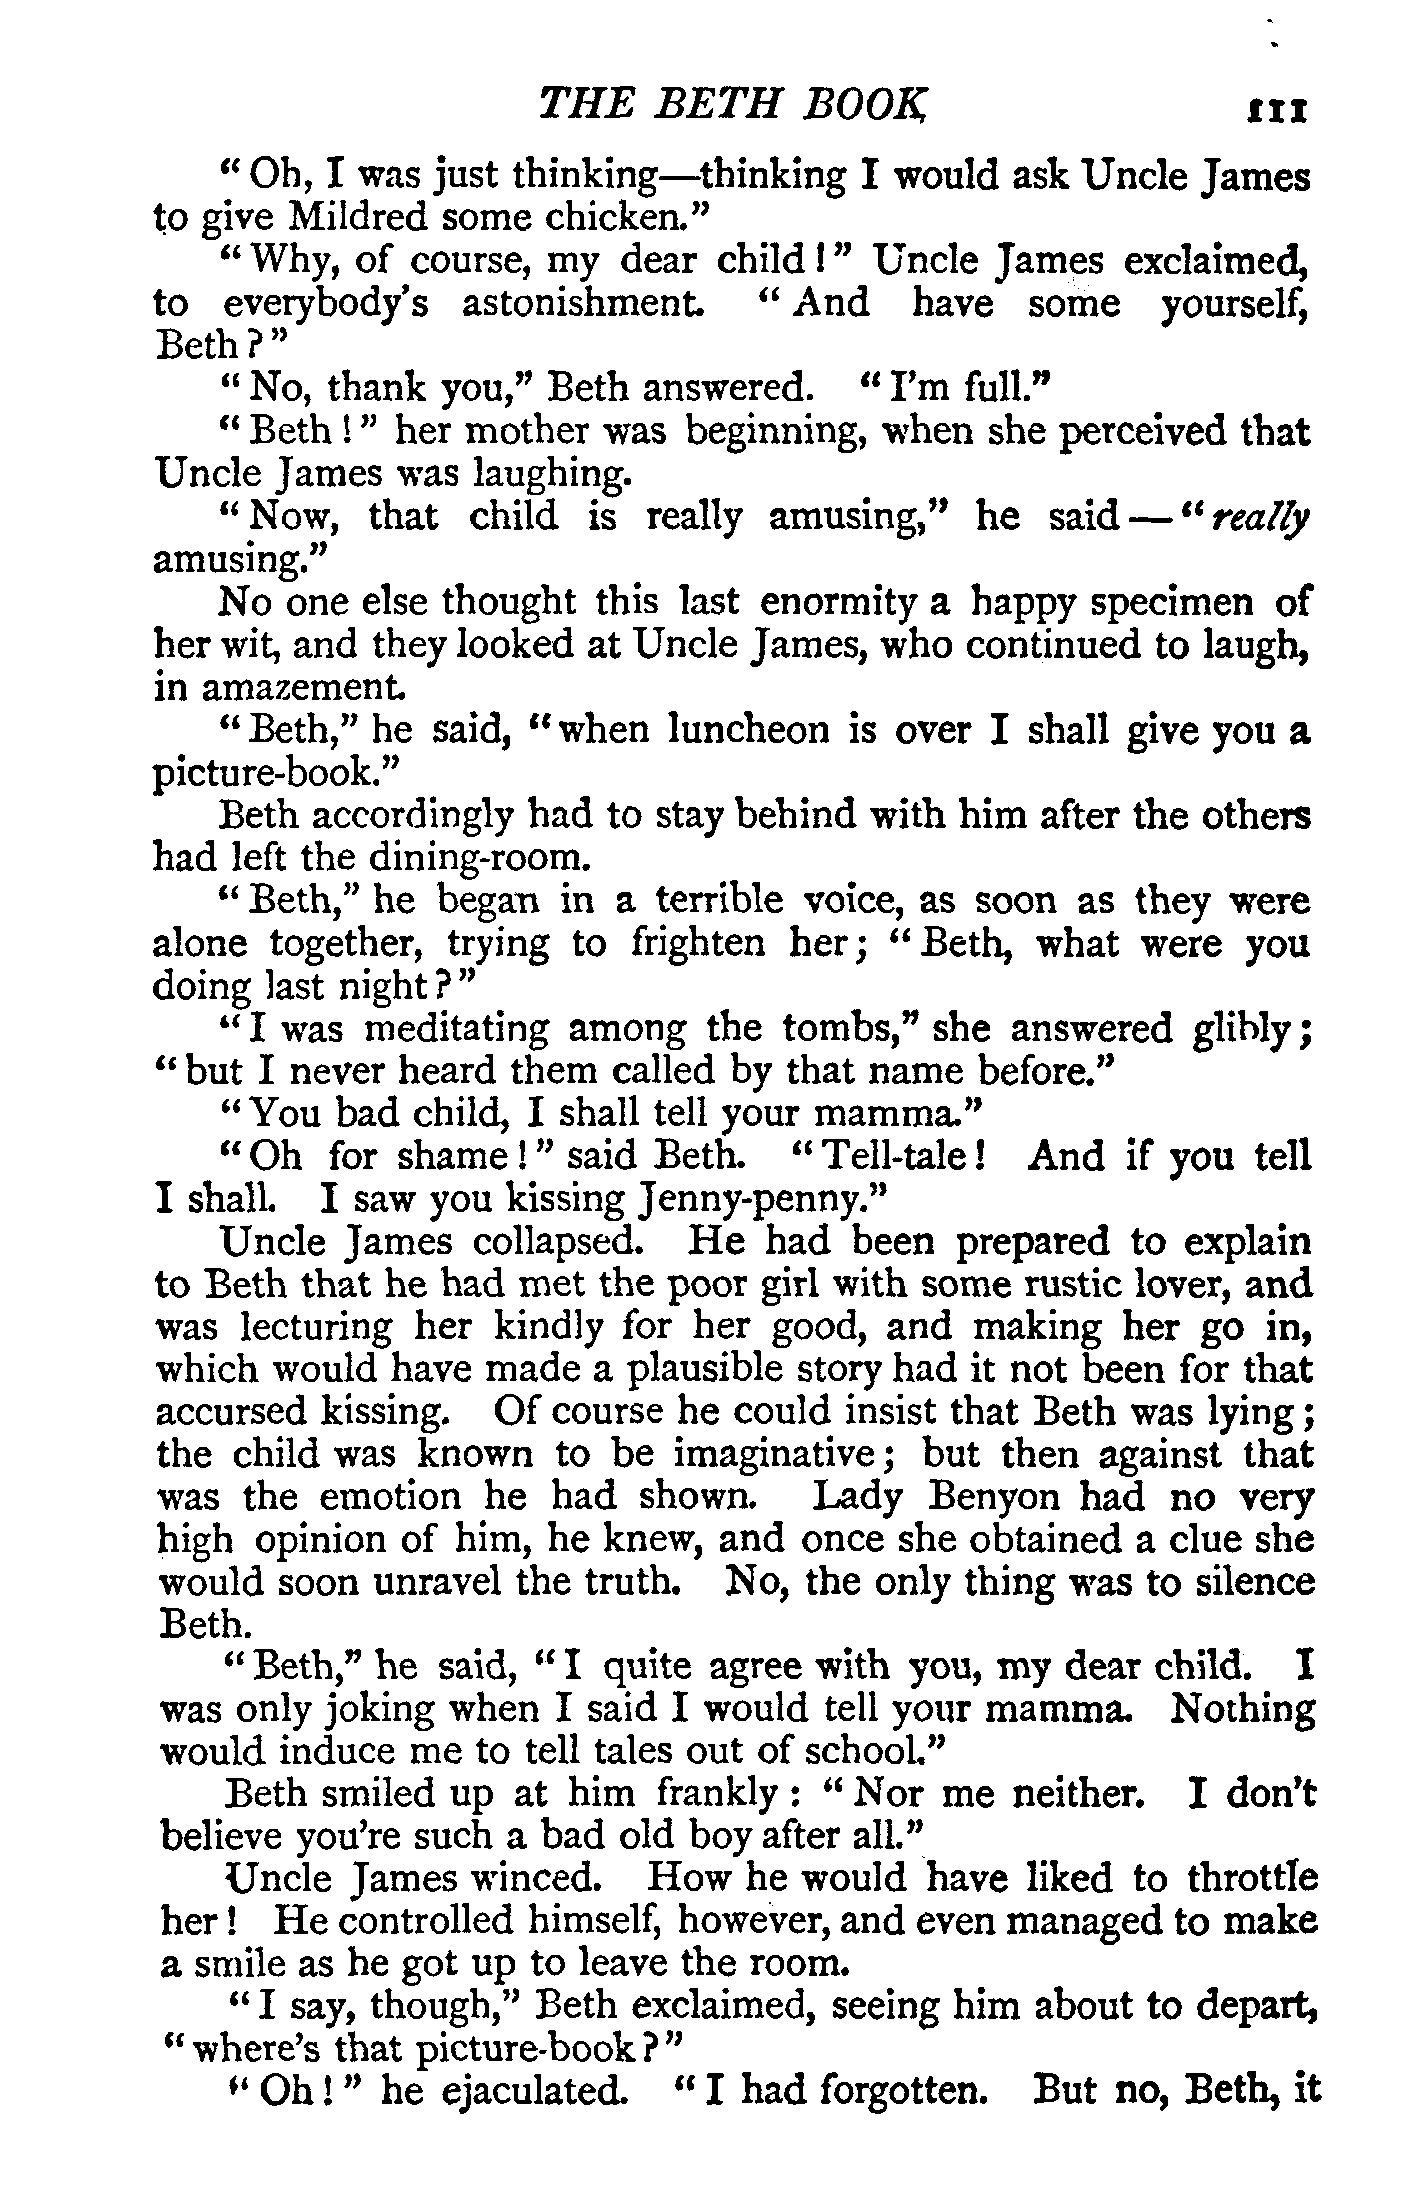 THE BETH BOOK 111
“Oh, I was just thinking—thinking I would ask Uncle James
to give Mildred some chicken.”
“Why, of course, my dear child!” Uncle James exclaimed,
to everybody’s astonishment. “And have some yourself,
Beth?”
“No, thank you,” Beth answered. “I’m full.”
“Beth!” her mother was beginning, when she perceived that
Uncle James was laughing.
“Now, that child is really amusing,” he said—“really
amusing.”
No one else thought this last enormity a happy specimen of
her wit, and they looked at Uncle James, who continued to laugh,
in amazement.
“Beth,” he said, “when luncheon is over I shall give you a
picture-book.”
Beth accordingly had to stay behind with him after the others
had left the dining-room.
“Beth,” he began in a terrible voice, as soon as they were
alone together, trying to frighten her; “Beth, what were you
doing last night?”
“I was meditating among the tombs,” she answered glibly;
“but I never heard them called by that name before.”
“You bad child, I shall tell your mamma.”
“Oh for shame!” said Beth. “Tell-tale! And if you tell
I shall. I saw you kissing Jenny-penny.”
Uncle James collapsed. He had been prepared to explain
to Beth that he had met the poor girl with some rustic lover, and
was lecturing her kindly for her good, and making her go in,
which would have made a plausible story had it not been for that
accursed kissing. Of course he could insist that Beth was lying;
the child was known to be imaginative; but then against that
was the emotion he had shown. Lady Benyon had no very
high opinion of him, he knew, and once she obtained a clue she
would soon unravel the truth. No, the only thing was to silence
Beth.
“Beth,” he said, “I quite agree with you, my dear child. I
was only joking when I said I would tell your mamma. Nothing
would induce me to tell tales out of school.”
Beth smiled up at him frankly: “Nor me neither. I don’t
believe you’re such a bad old boy after all.”
Uncle James winced. How he would have liked to throttle
her! He controlled himself, however, and even managed to make
a smile as he got up to leave the room.
“I say, though,” Beth exclaimed, seeing him about to depart,
“where’s that picture-book?”
“Oh!” he ejaculated. “I had forgotten. But no, Beth, it